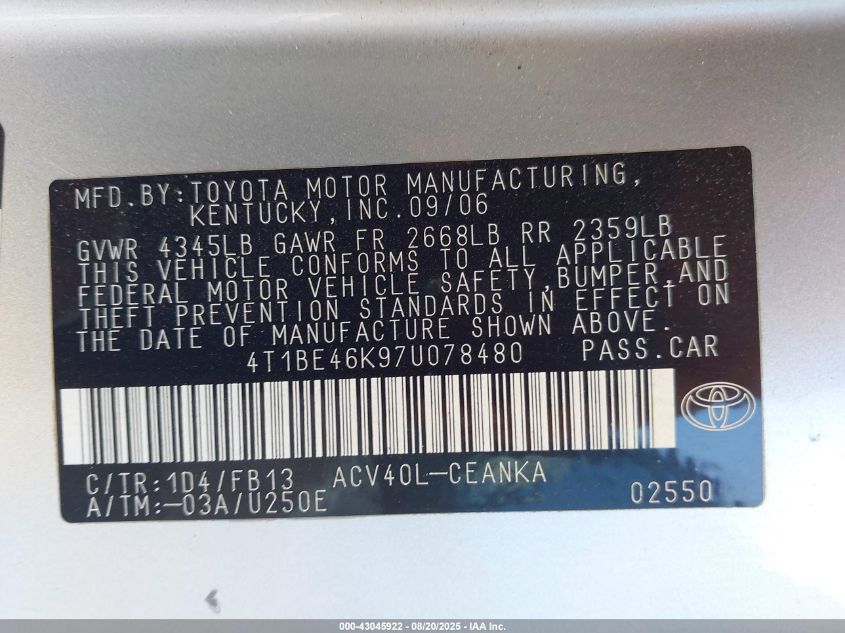 MFD.BY:TOYOTA MOTOR MANUFACTURING,
KENTUCKY,INC.09/06
GVWR 4345LB GAWR FR 2668LB RR 2359LB
THIS VEHICLE CONFORMS TO ALL APPLICABLE
FEDERAL MOTOR VEHICLE SAFETY,BUMPER,AND
THEFT PREVENTION STANDARDS IN EFFECT ON
THE DATE OF MANUFACTURE SHOWN ABOVE.
4T1BE46K97U078480 PASS.CAR
C/TR:1D4/FB13 ACV40L-CEANKA
A/TM:-03A/U250E 02550
000-43045922 - 08/20/2025 - IAA Inc.